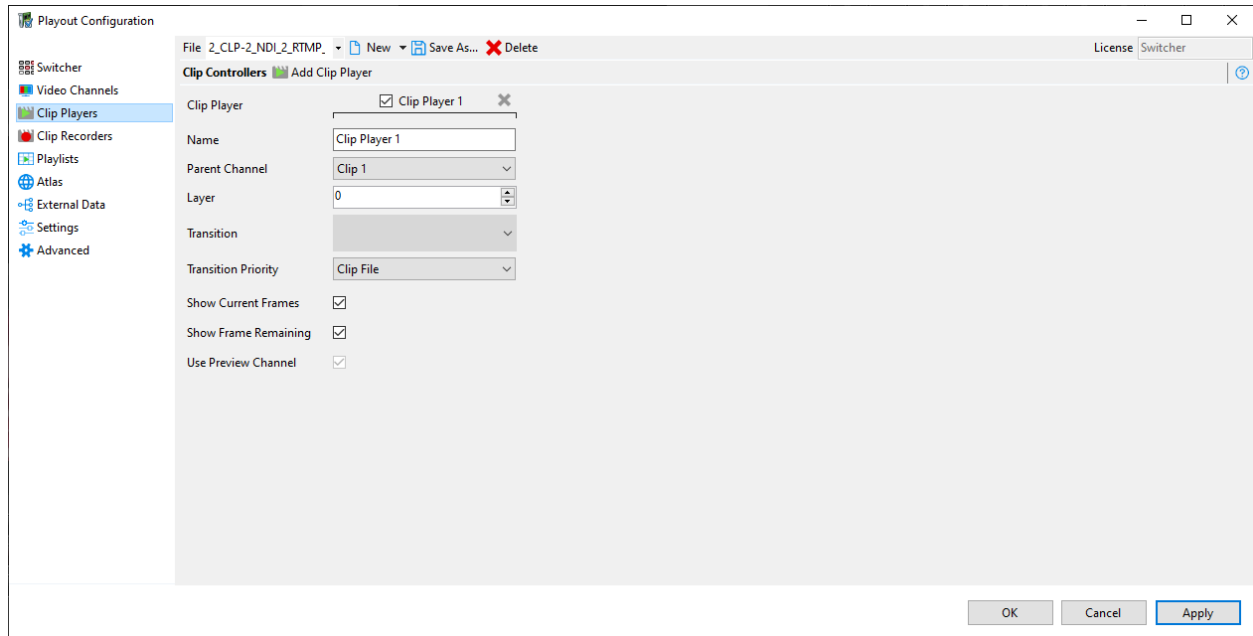 Playout Configuration
File 2_CLP-2_NDI_2_RTMP_ New Save As... Delete License Switcher
Clip Controllers Add Clip Player
Switcher
Video Channels
Clip Players
Clip Recorders
Playlists
Atlas
External Data
Settings
Advanced
Clip Player Clip Player 1
Name Clip Player 1
Parent Channel Clip 1
Layer 0
Transition
Transition Priority Clip File
Show Current Frames
Show Frame Remaining
Use Preview Channel
OK Cancel Apply